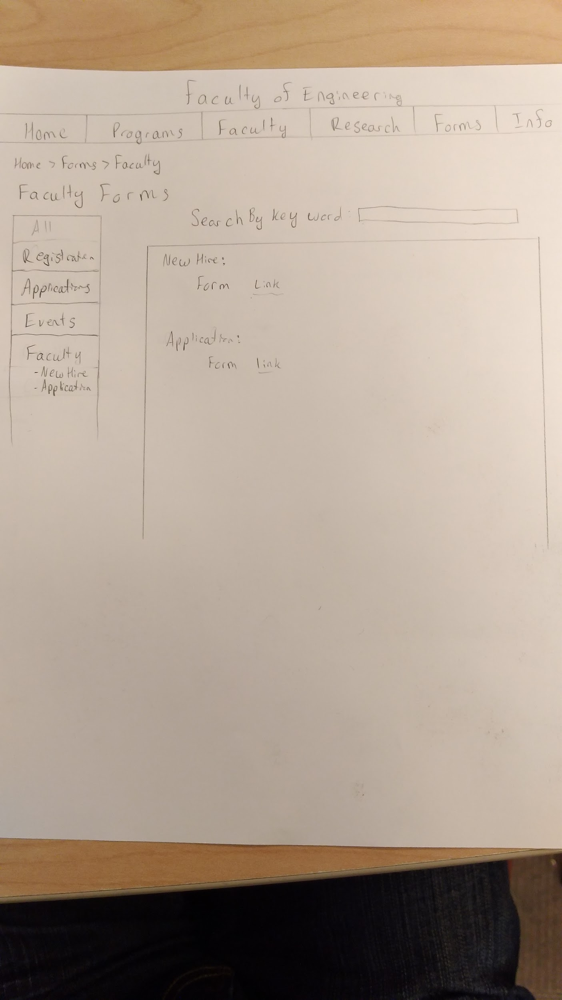 Faculty of Engineering
Home Programs Faculty Research Forms Info
Home > Forms > Faculty
Faculty Forms
Search By key word:
All
Registration
Applications
Events
Faculty
- New Hire
- Application
New Hire:
Form Link
Application:
Form link